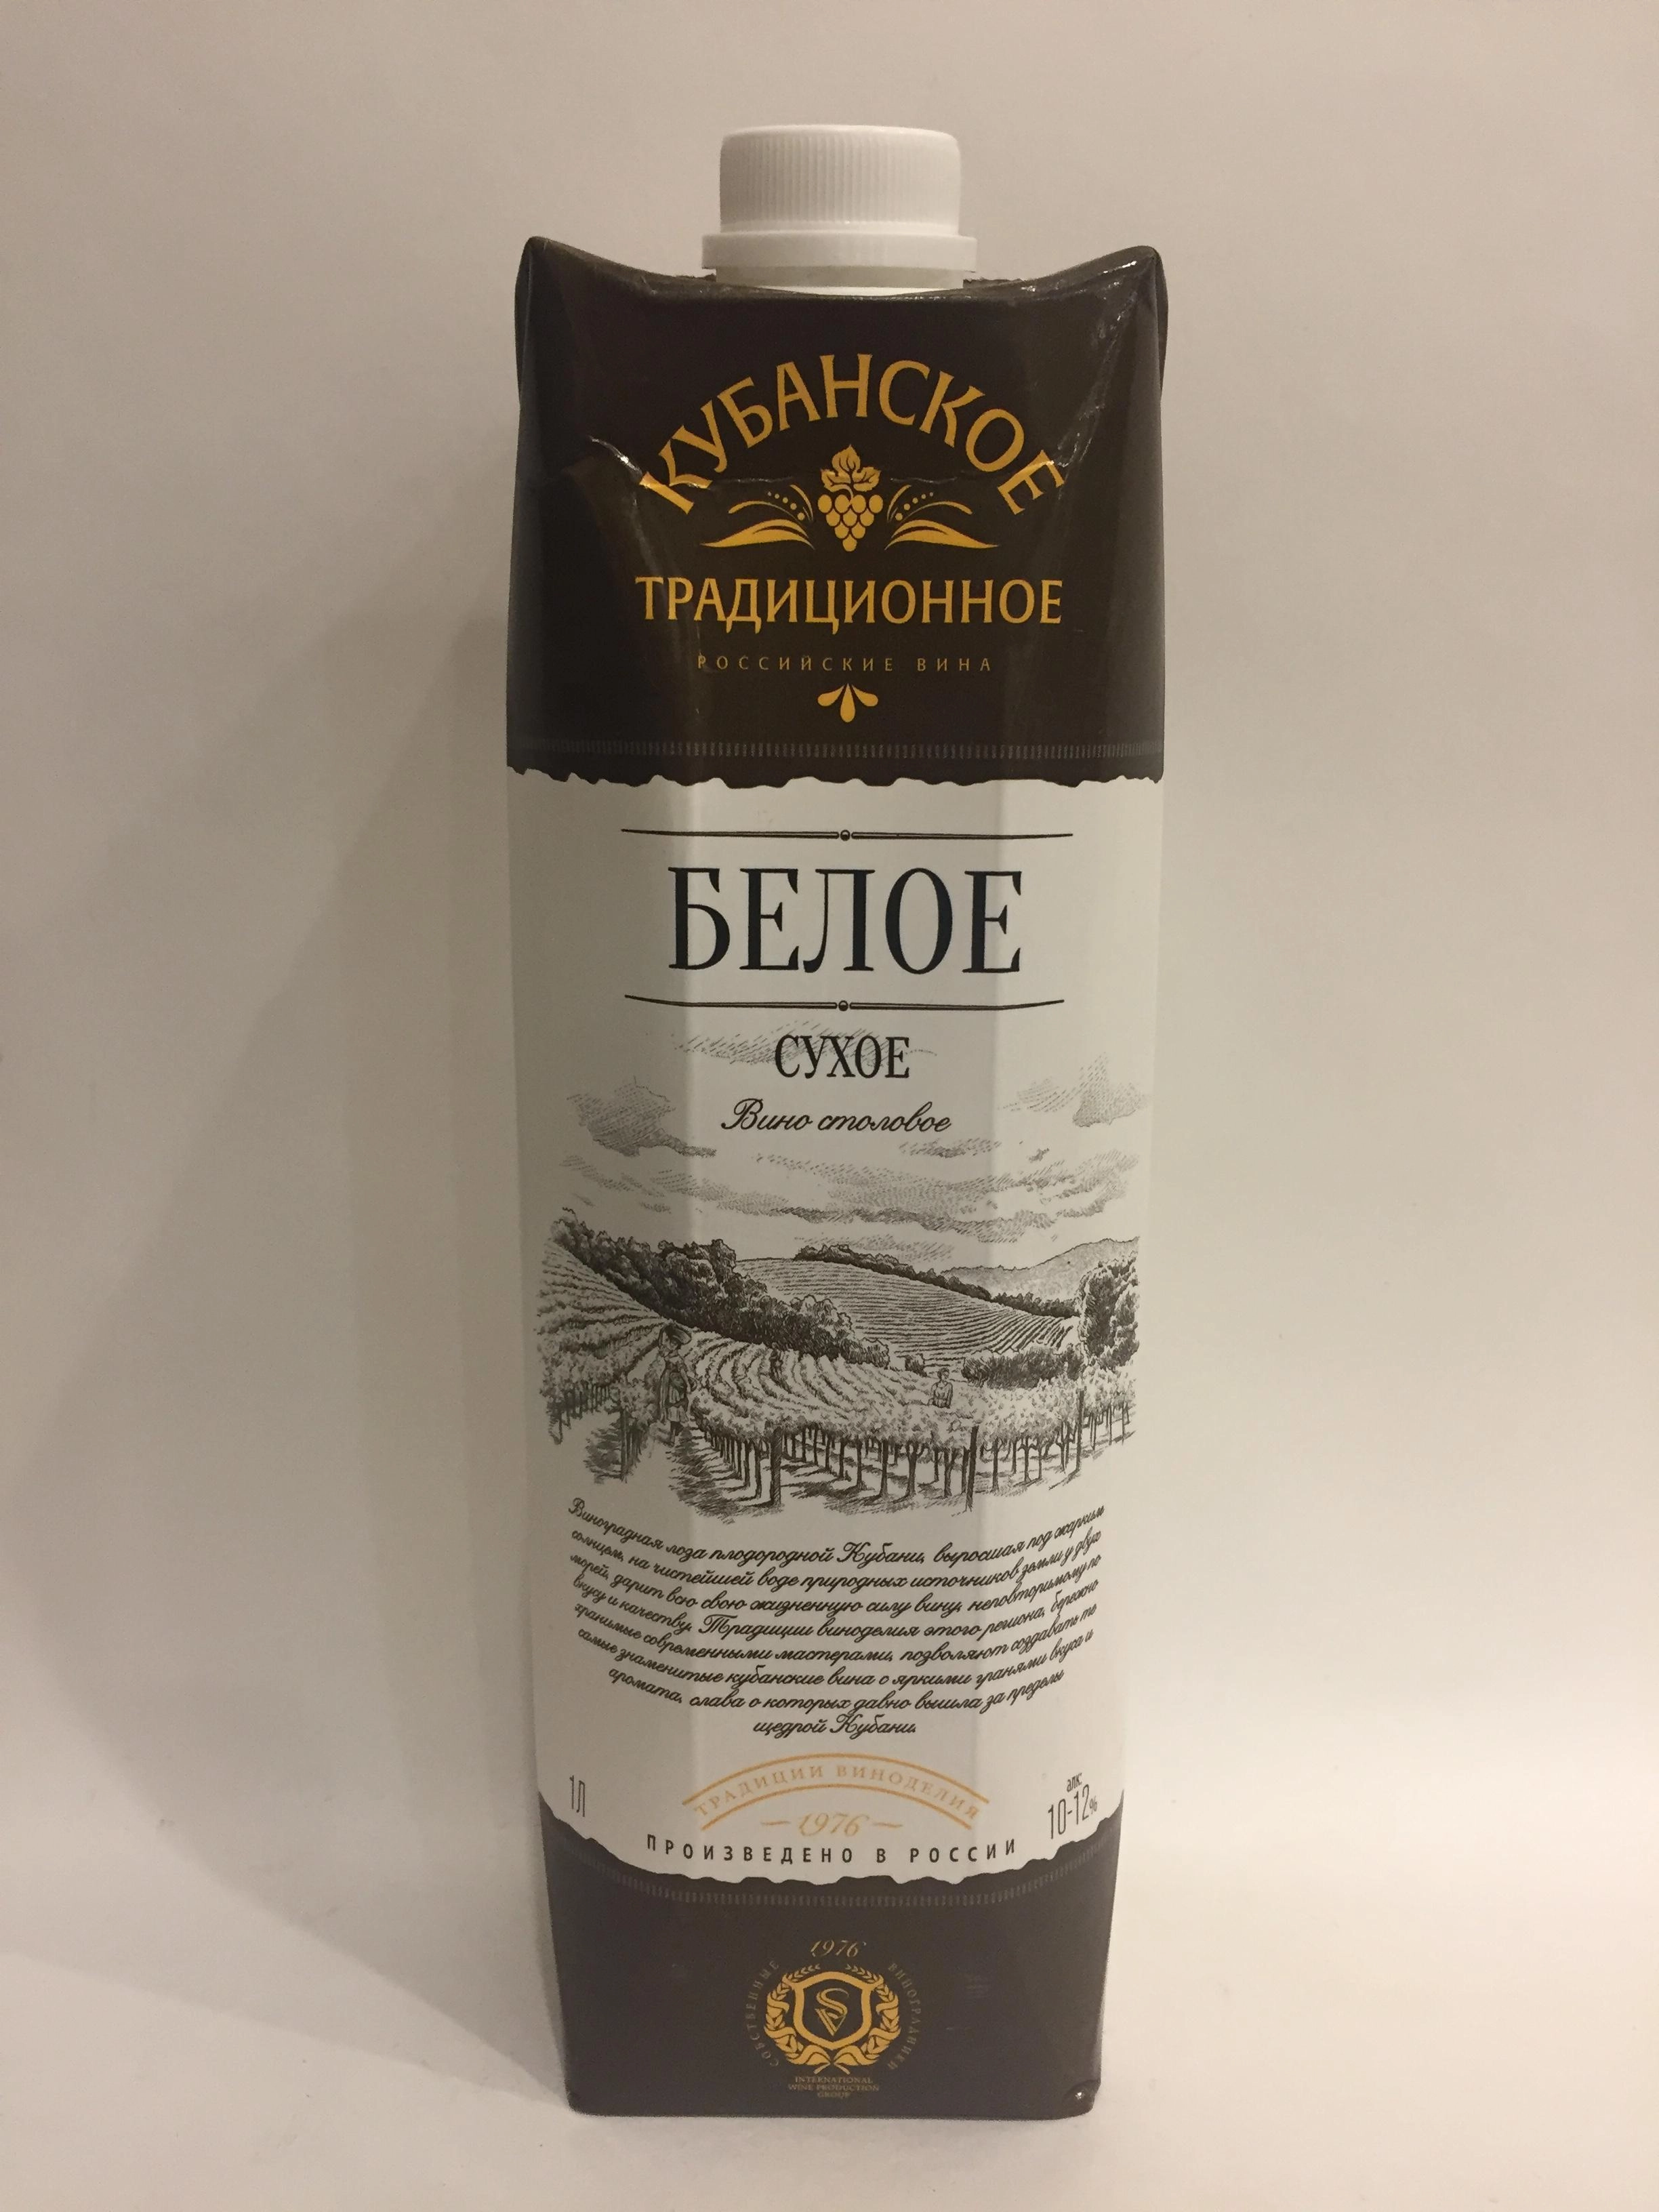 КУБАНСКОЕ
ТРАДИЦИОННОЕ
РОССИЙСКИЕ ВИНА
БЕЛОЕ
СУХОЕ
Вино столовое
Виноградная лоза плодородной Кубани, выросшая под жарким
солнцем, на чистейшей воде природных источников земли у двух
морей, дарит всю свою жизненную силу вину, неповторимому по
вкусу и качеству. Традиции виноделия этого региона, бережно
хранимые современными мастерами, позволяют создавать те
самые знаменитые кубанские вина с яркими гранями вкуса и
аромата, слава о которых давно вышла за пределы
щедрой Кубани.
1Л
ТРАДИЦИИ ВИНОДЕЛИЯ
1976
алк.
10-12%
ПРОИЗВЕДЕНО В РОССИИ
1976
СОБСТВЕННЫЕ ВИНОГРАДНИКИ
SV
INTERNATIONAL
WINE PRODUCTION
GROUP